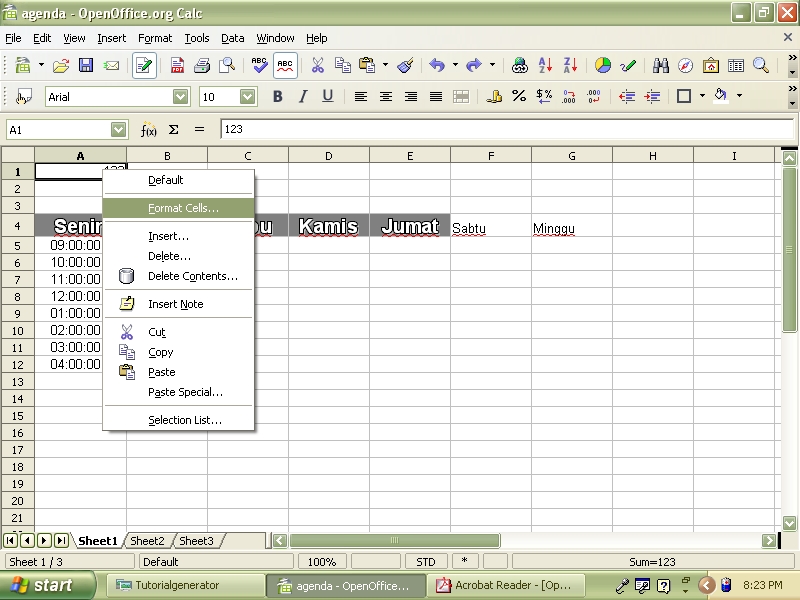 agenda - OpenOffice.org Calc
File Edit View Insert Format Tools Data Window Help
Arial 10 B I U
A1 f(x) Σ = 123
A B C D E F G H I
1
2
3
4 Kamis Jumat Sabtu Minggu
5 09:00:00
6 10:00:00
7 11:00:00
8 12:00:00
9 01:00:00
10 02:00:00
11 03:00:00
12 04:00:00
13
14
15
16
17
18
19
20
21
Default
Format Cells...
Insert...
Delete...
Delete Contents...
Insert Note
Cut
Copy
Paste
Paste Special...
Selection List...
Sheet1 Sheet2 Sheet3
Sheet 1 / 3 Default 100% STD * Sum=123
start Tutorialgenerator agenda - OpenOffice... Acrobat Reader - [Op... 8:23 PM